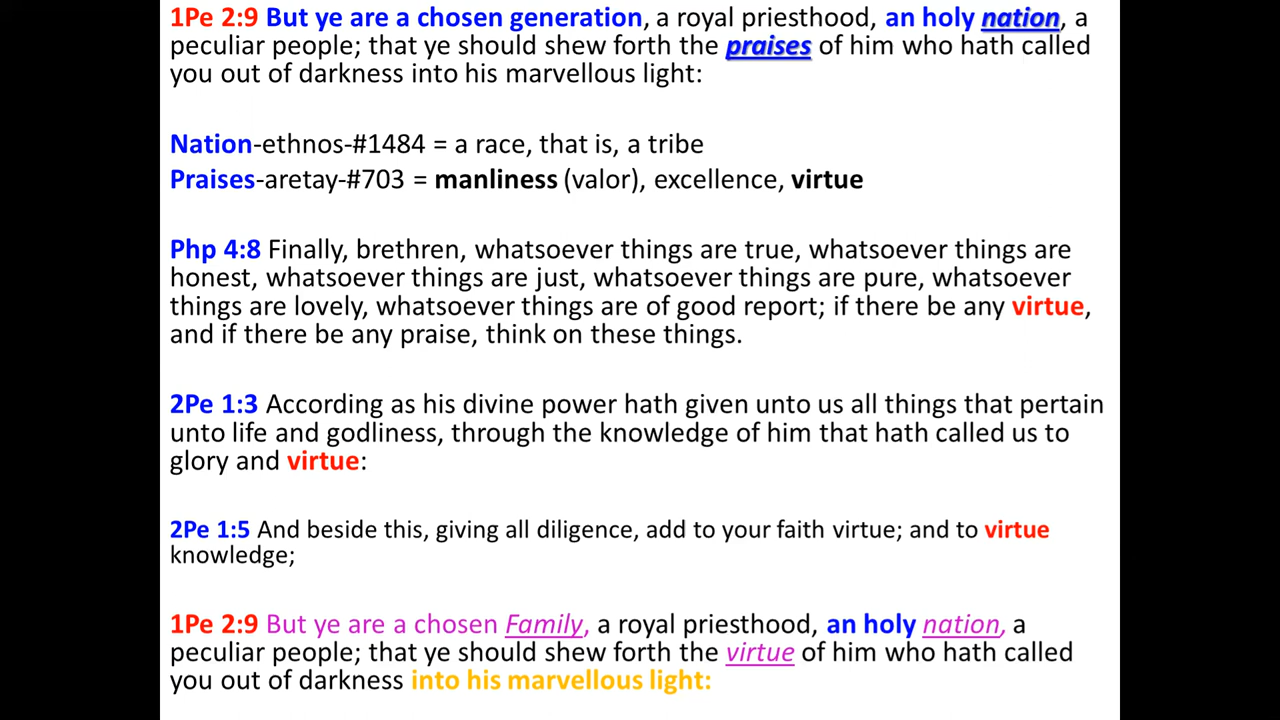 1Pe 2:9 But ye are a chosen generation, a royal priesthood, an holy nation, a
peculiar people; that ye should shew forth the praises of him who hath called
you out of darkness into his marvellous light:
Nation-ethnos-#1484 = a race, that is, a tribe
Praises-aretay-#703 = manliness (valor), excellence, virtue
Php 4:8 Finally, brethren, whatsoever things are true, whatsoever things are
honest, whatsoever things are just, whatsoever things are pure, whatsoever
things are lovely, whatsoever things are of good report; if there be any virtue,
and if there be any praise, think on these things.
2Pe 1:3 According as his divine power hath given unto us all things that pertain
unto life and godliness, through the knowledge of him that hath called us to
glory and virtue:
2Pe 1:5 And beside this, giving all diligence, add to your faith virtue; and to virtue
knowledge;
1Pe 2:9 But ye are a chosen Family, a royal priesthood, an holy nation, a
peculiar people; that ye should shew forth the virtue of him who hath called
you out of darkness into his marvellous light: